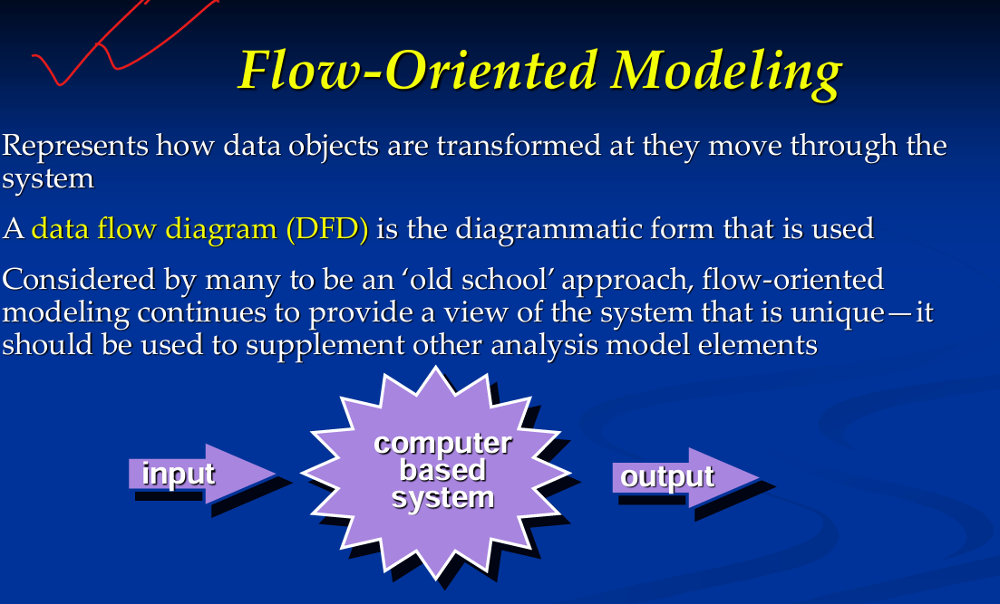 Flow-Oriented Modeling
Represents how data objects are transformed at they move through the
system
A data flow diagram (DFD) is the diagrammatic form that is used
Considered by many to be an ‘old school’ approach, flow-oriented
modeling continues to provide a view of the system that is unique—it
should be used to supplement other analysis model elements
input
computer
based
system
output